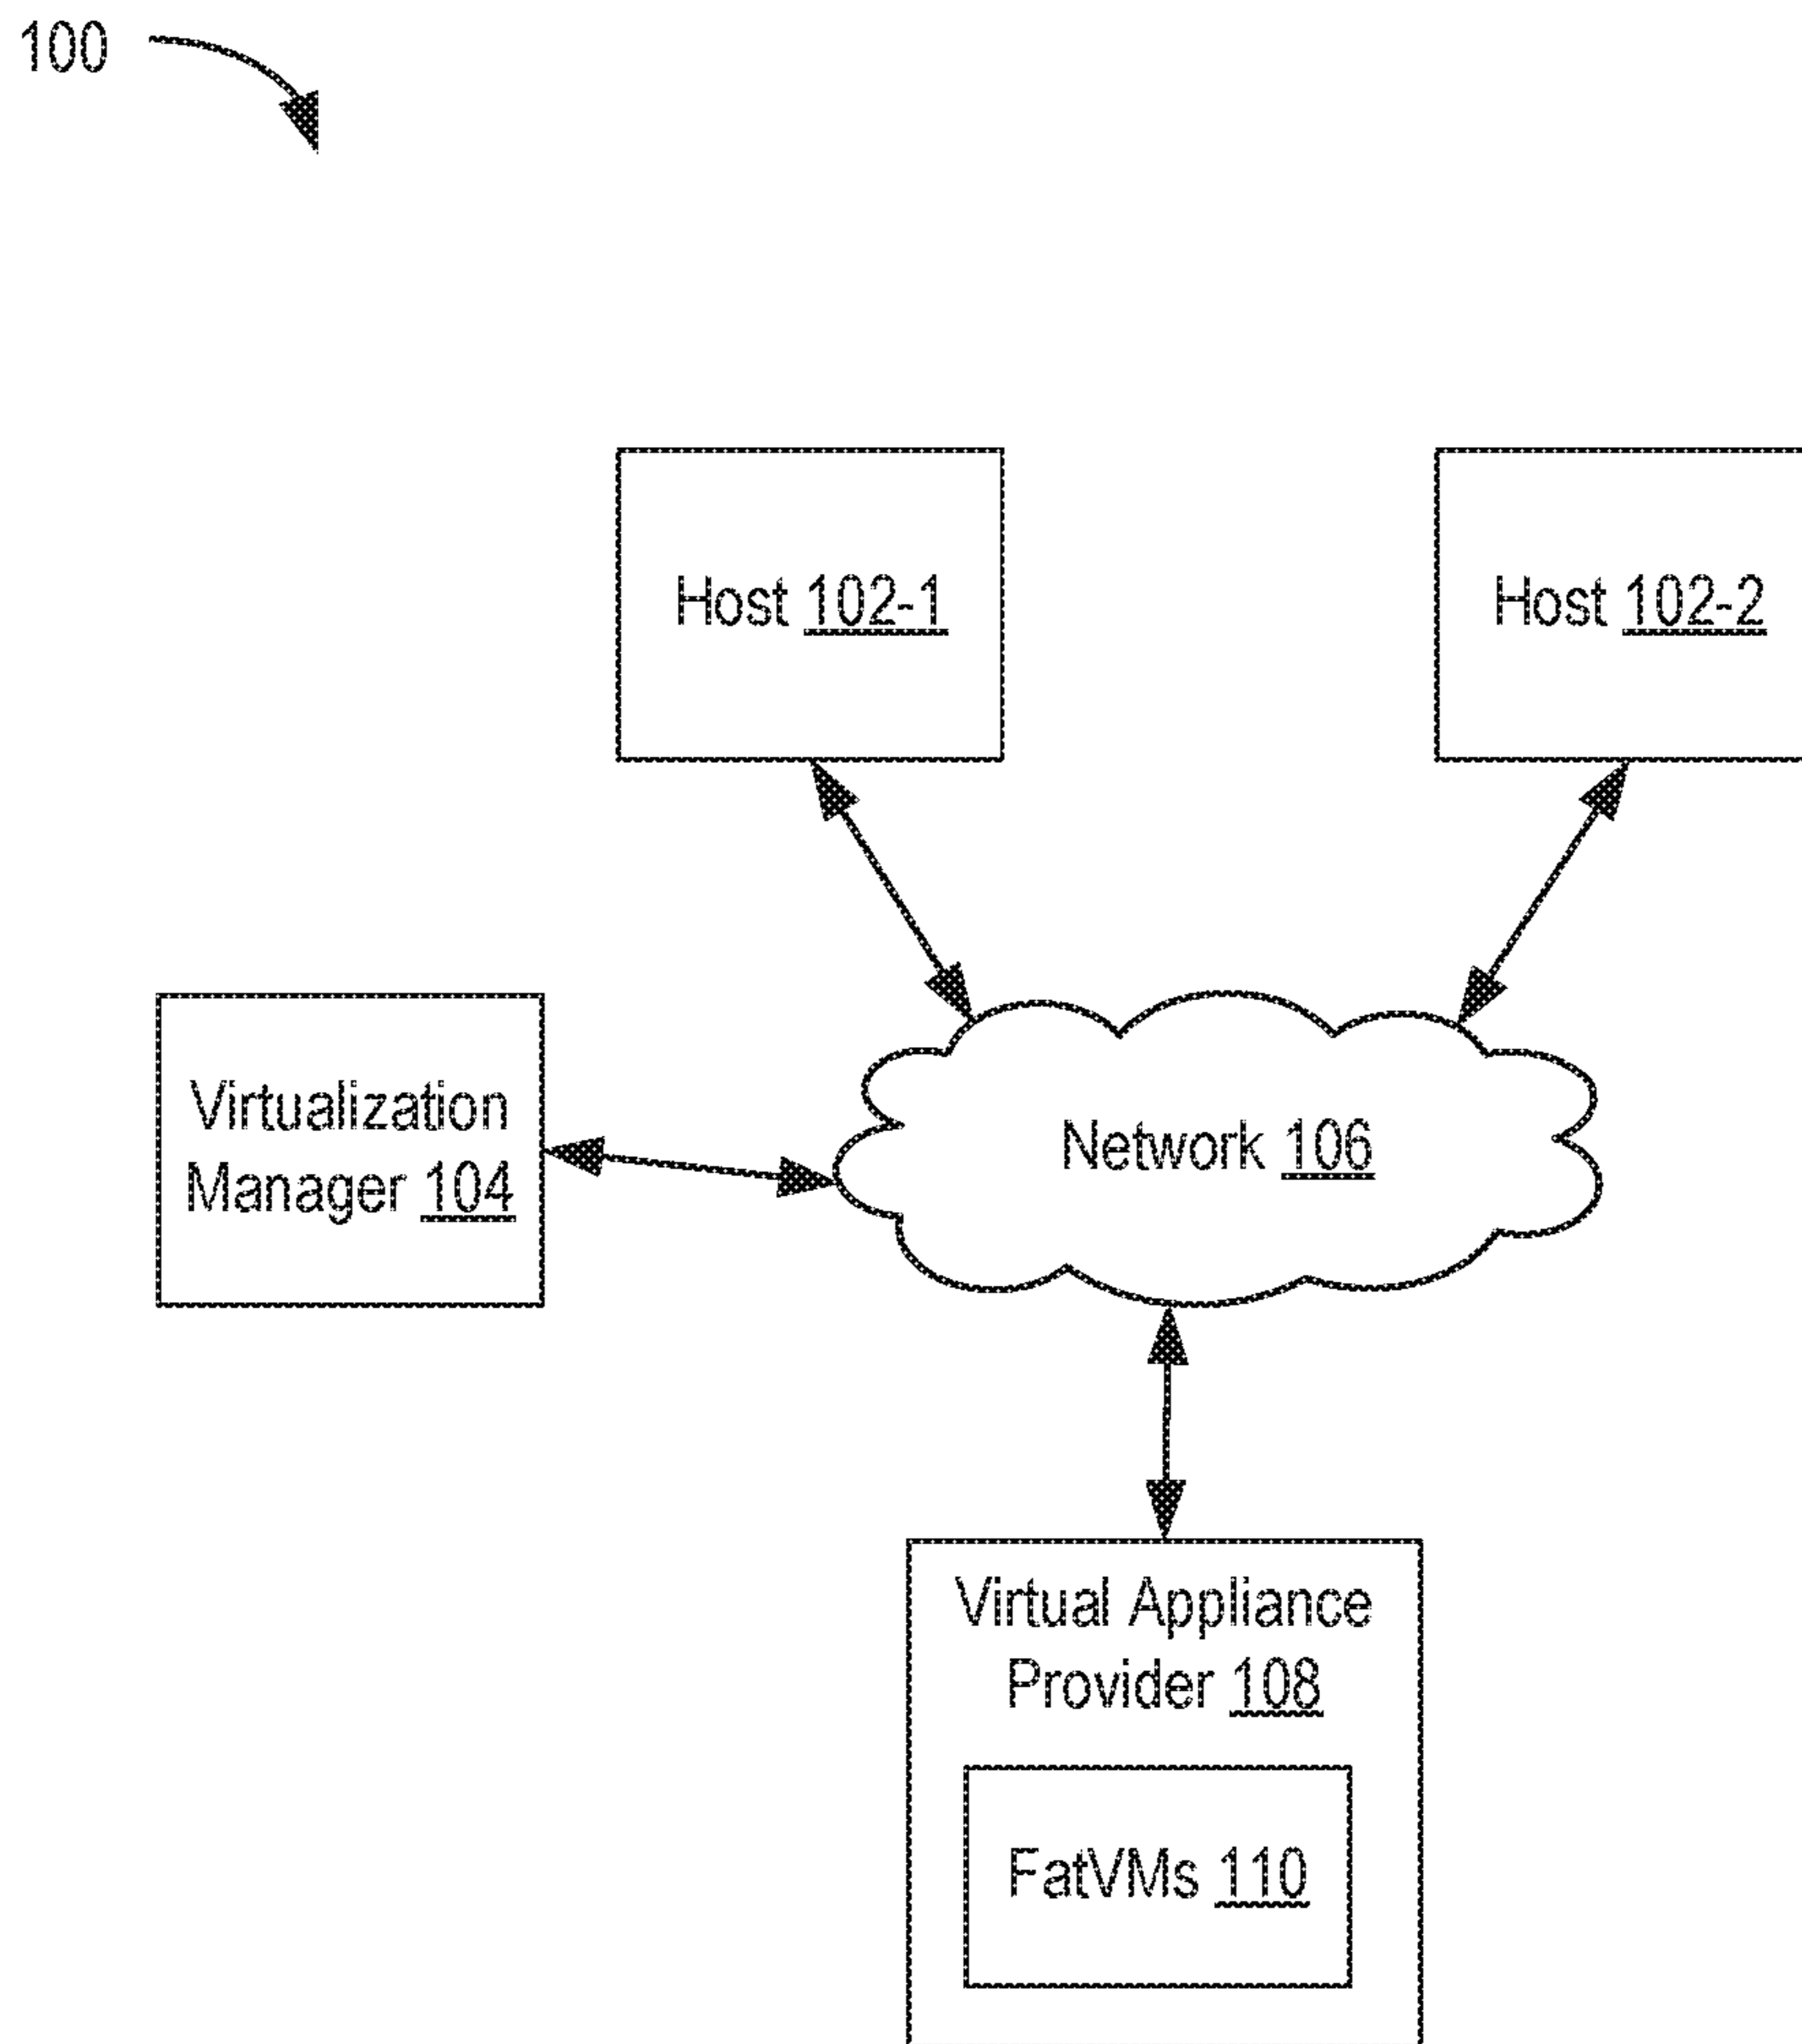 100
Host 102-1
Host 102-2
Virtualization
Manager 104
Network 106
Virtual Appliance
Provider 108
FatVMs 110